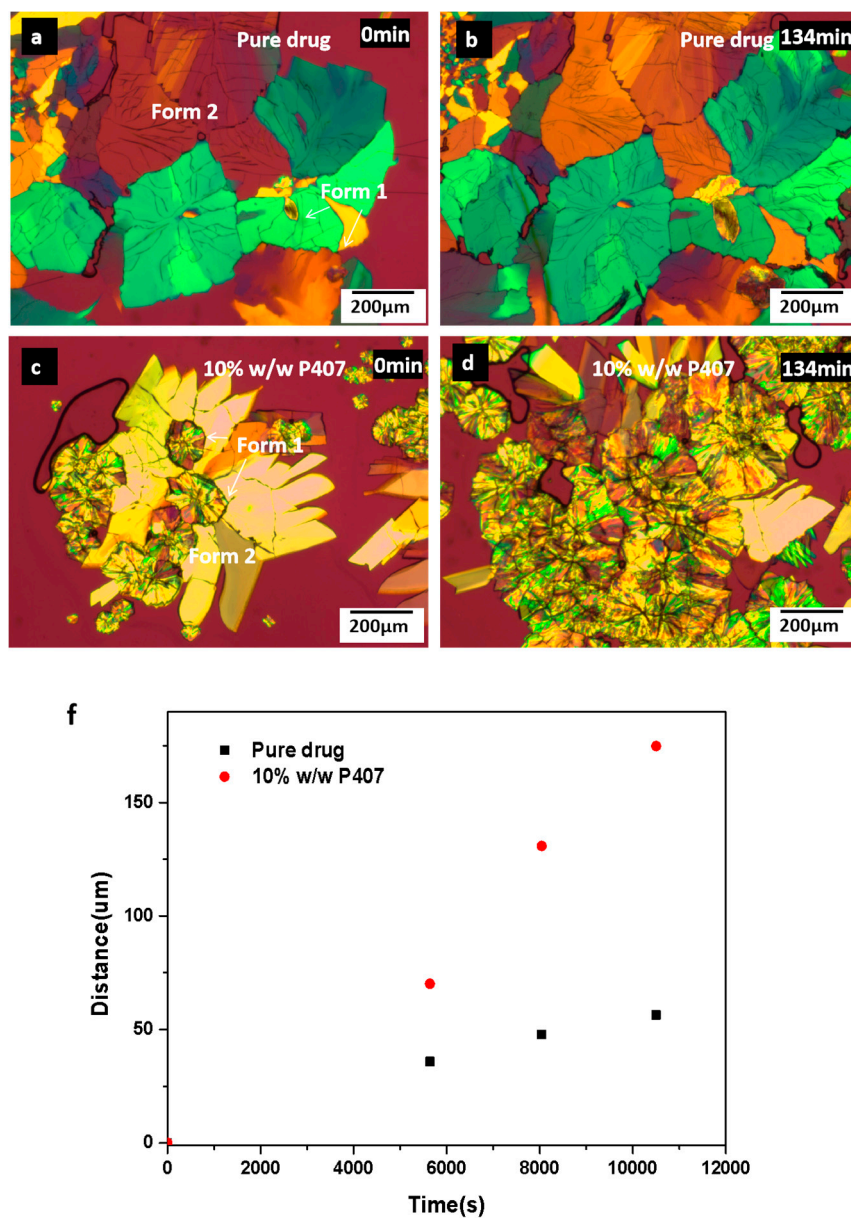 a
Pure drug
0min
Form 2
Form 1
200μm
b
Pure drug
134min
200μm
c
10% w/w P407
0min
Form 1
Form 2
200μm
d
10% w/w P407
134min
200μm
f
Pure drug
10% w/w P407
150
100
50
0
Distance(um)
0 2000 4000 6000 8000 10000 12000
Time(s)